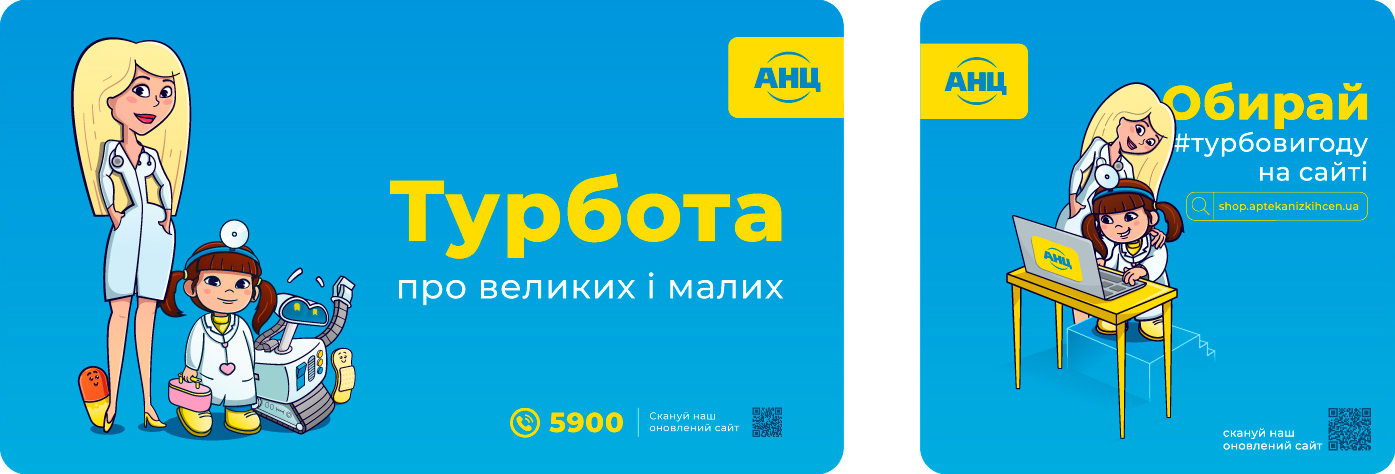 АНЦ
Турбота
про великих і малих
5900
Скануй наш
оновлений сайт
АНЦ
Обирай
#турбовигоду
на сайті
shop.aptekanizkihcen.ua
АНЦ
скануй наш
оновлений сайт